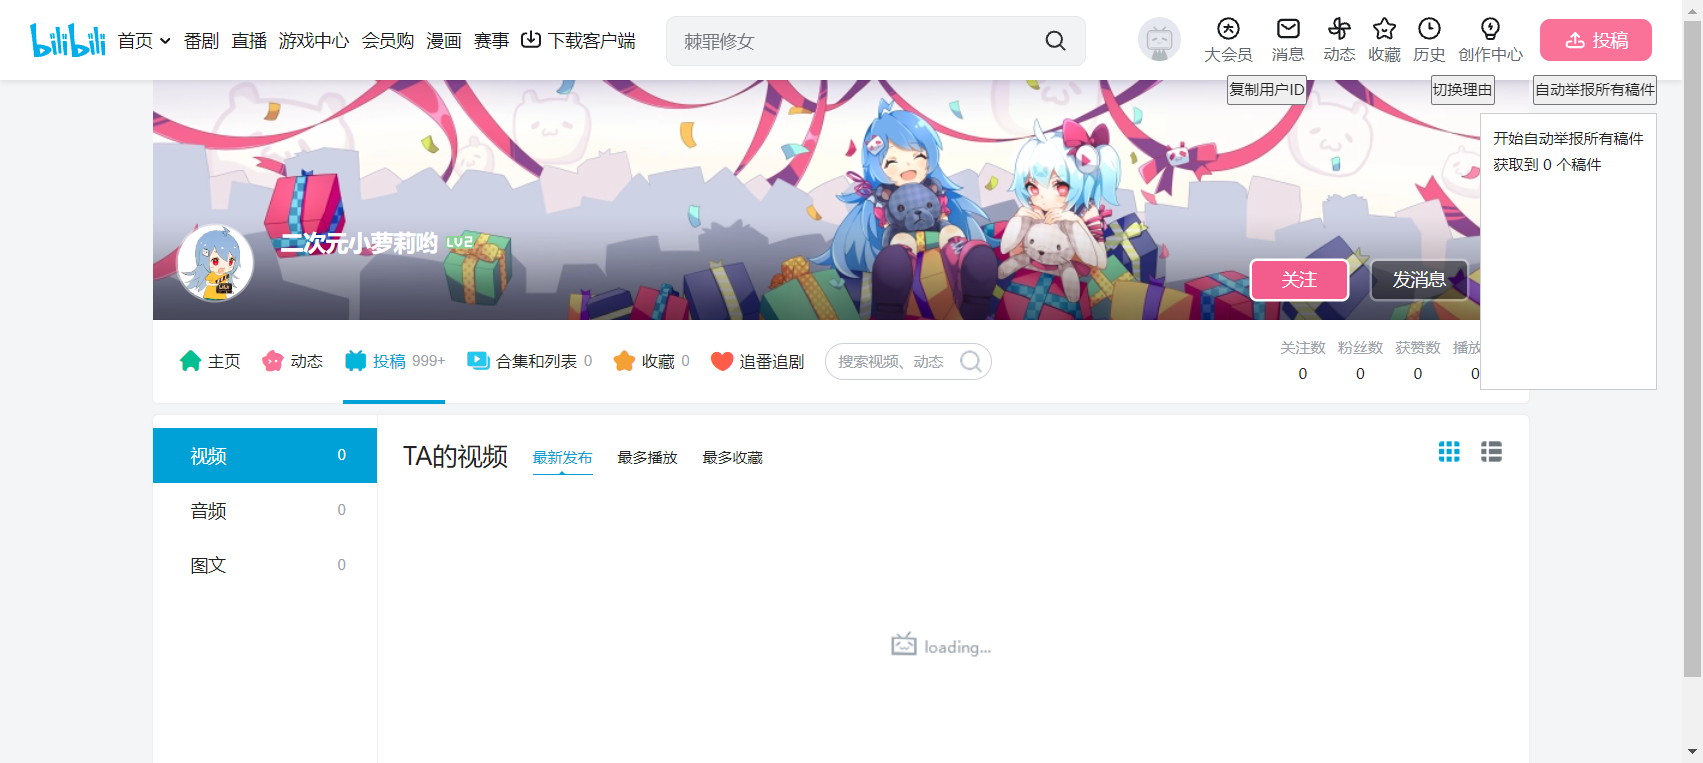 bilibili 首页 番剧 直播 游戏中心 会员购 漫画 赛事 下载客户端 棘罪修女 大会员 消息 动态 收藏 历史 创作中心 投稿
复制用户ID 切换理由 自动举报所有稿件
开始自动举报所有稿件
获取到 0 个稿件
二次元小萝莉哟 LV2
关注 发消息
主页 动态 投稿 999+ 合集和列表 0 收藏 0 追番追剧 搜索视频、动态
关注数 粉丝数 获赞数 播放
0 0 0 0
视频 0
音频 0
图文 0
TA的视频 最新发布 最多播放 最多收藏
loading...